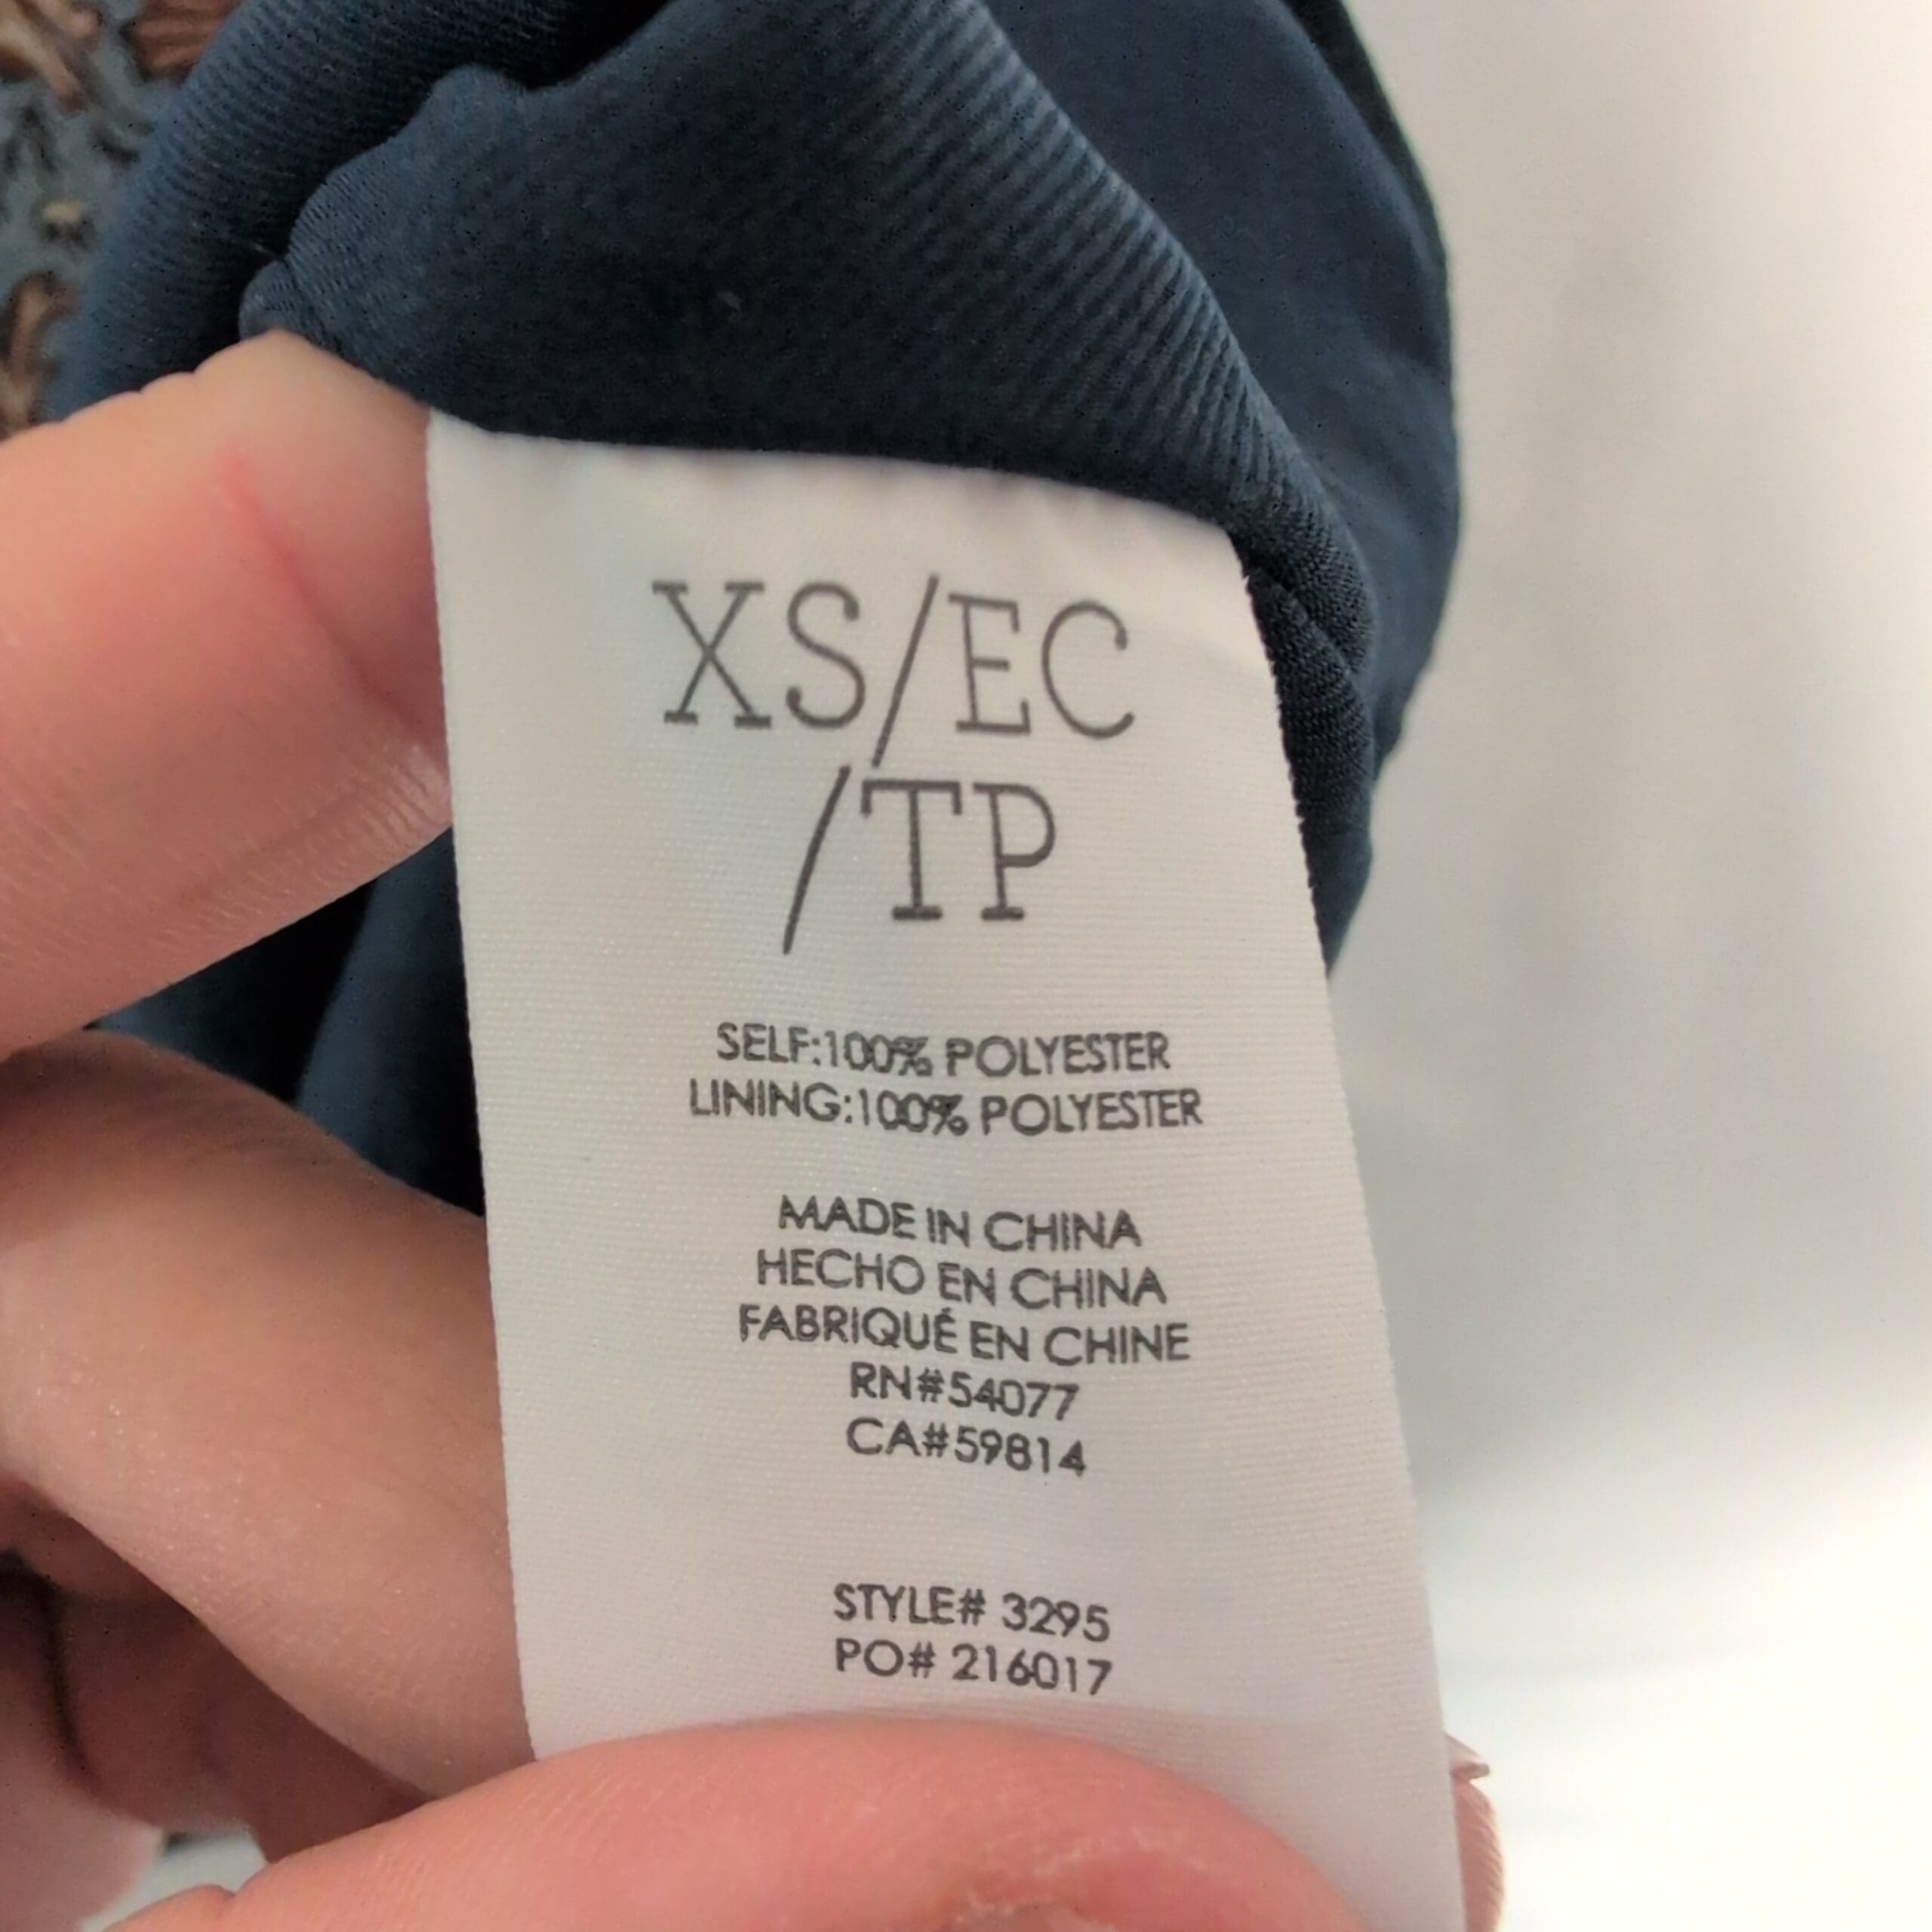 XS/EC
/TP
SELF:100% POLYESTER
LINING:100% POLYESTER
MADE IN CHINA
HECHO EN CHINA
FABRIQUÉ EN CHINE
RN#54077
CA#59814
STYLE# 3295
PO# 216017